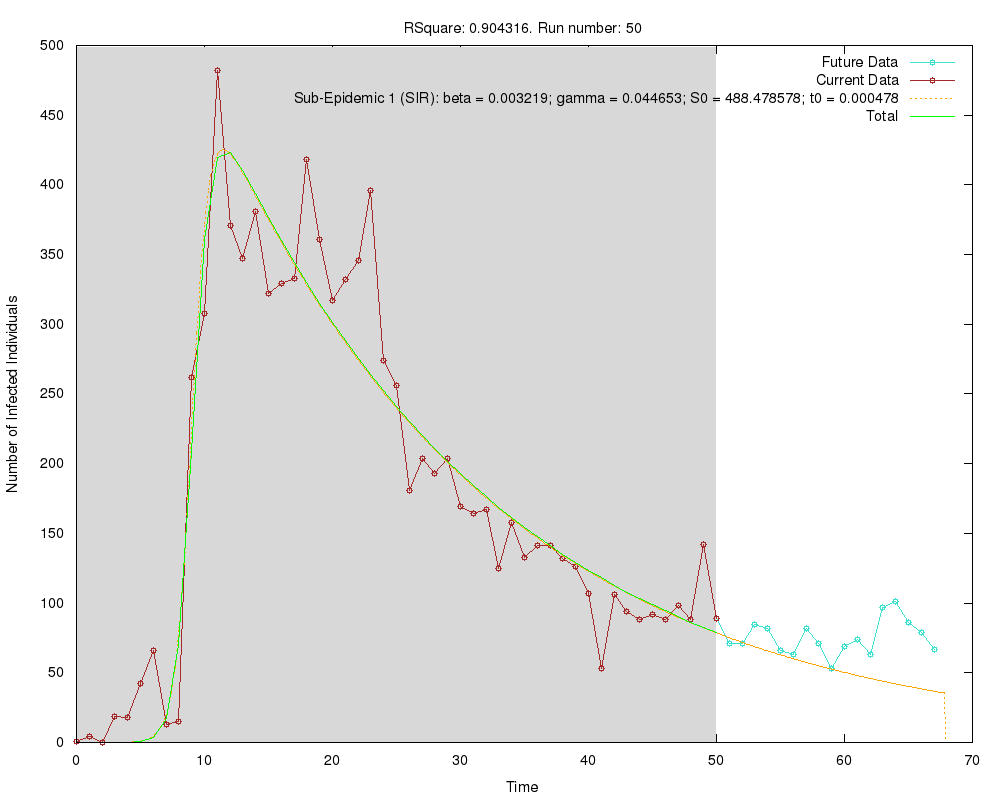 RSquare: 0.904316. Run number: 50
500
450
400
350
300
250
200
150
100
50
0
Number of Infected Individuals
Future Data
Current Data
Sub-Epidemic 1 (SIR): beta = 0.003219; gamma = 0.044653; S0 = 488.478578; t0 = 0.000478
Total
0 10 20 30 40 50 60 70
Time